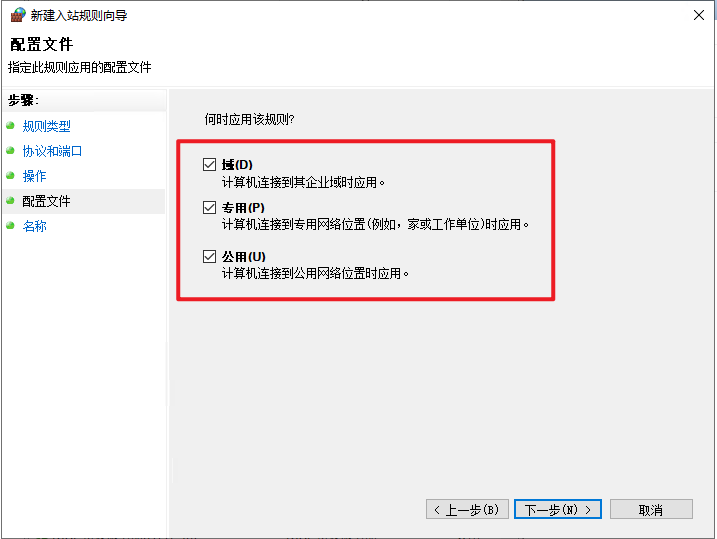 新建入站规则向导
配置文件
指定此规则应用的配置文件
步骤:
规则类型
协议和端口
操作
配置文件
名称
何时应用该规则?
域(D)
计算机连接到其企业域时应用。
专用(P)
计算机连接到专用网络位置(例如，家或工作单位)时应用。
公用(U)
计算机连接到公用网络位置时应用。
< 上一步(B)
下一步(N) >
取消